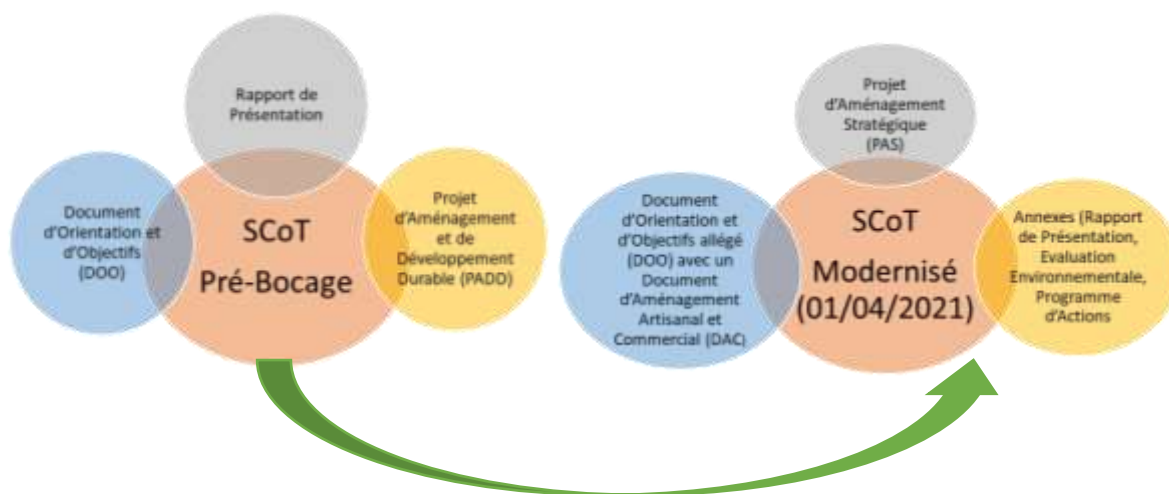 Rapport de
Présentation
Document
d'Orientation et
d'Objectifs
(DOO)
SCoT
Pré-Bocage
Projet
d'Aménagement
et de
Développement
Durable (PADD)
Projet
d'Aménagement
Stratégique
(PAS)
Document
d'Orientation et
d'Objectifs allégé
(DOO) avec un
Document
d'Aménagement
Artisanal et
Commercial (DAC)
SCoT
Modernisé
(01/04/2021)
Annexes (Rapport
de Présentation,
Evaluation
Environnementale,
Programme
d'Actions